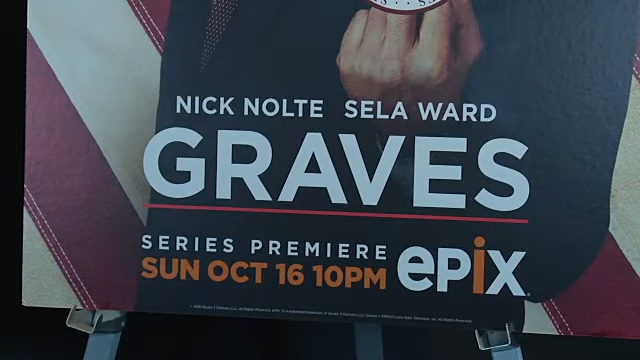 NICK NOLTE SELA WARD
GRAVES
SERIES PREMIERE
SUN OCT 16 10PM
epix